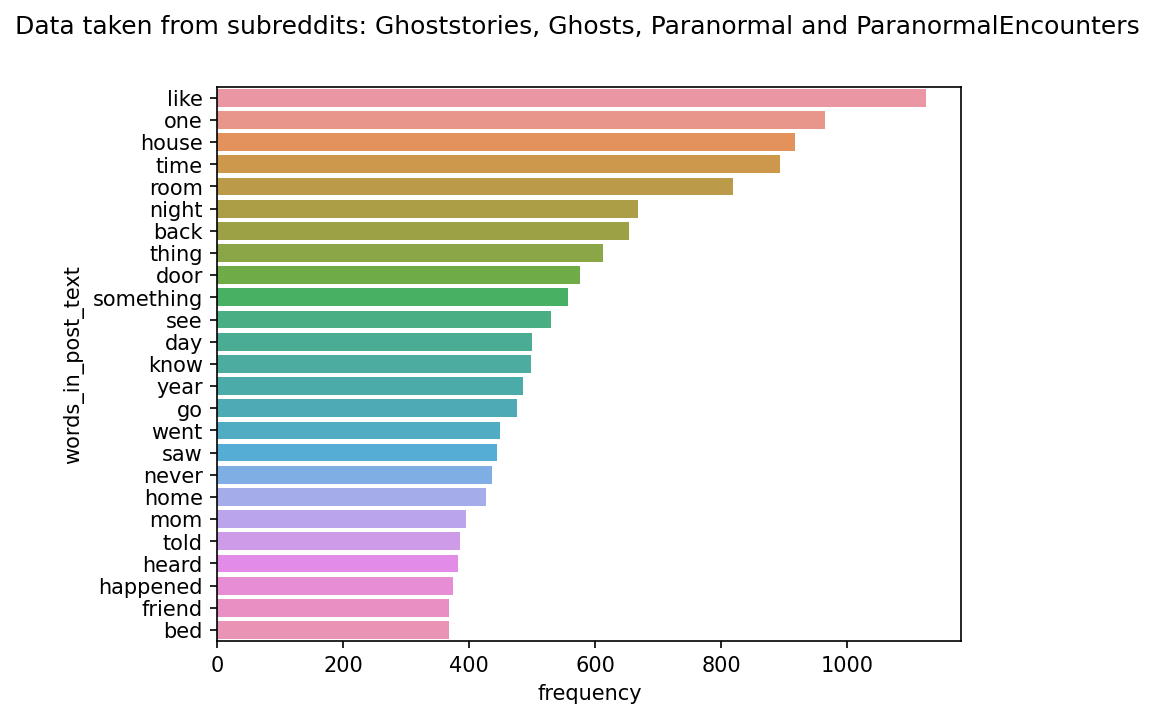 Data taken from subreddits: Ghoststories, Ghosts, Paranormal and ParanormalEncounters
words_in_post_text
like
one
house
time
room
night
back
thing
door
something
see
day
know
year
go
went
saw
never
home
mom
told
heard
happened
friend
bed
0 200 400 600 800 1000
frequency